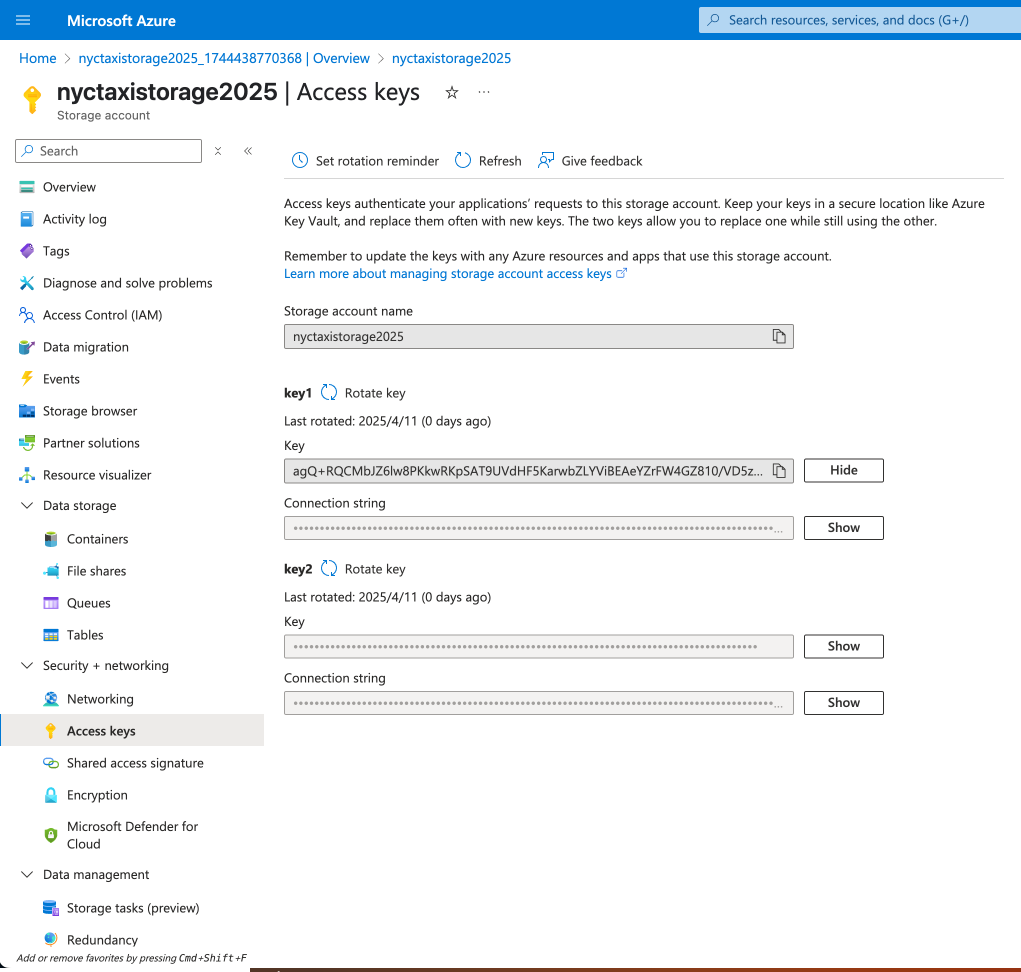 Microsoft Azure
Search resources, services, and docs (G+/)
Home > nyctaxistorage2025_1744438770368 | Overview > nyctaxistorage2025
nyctaxistorage2025 | Access keys
Storage account
Search
Overview
Activity log
Tags
Diagnose and solve problems
Access Control (IAM)
Data migration
Events
Storage browser
Partner solutions
Resource visualizer
Data storage
Containers
File shares
Queues
Tables
Security + networking
Networking
Access keys
Shared access signature
Encryption
Microsoft Defender for
Cloud
Data management
Storage tasks (preview)
Redundancy
Add or remove favorites by pressing Cmd+Shift+F
Set rotation reminder Refresh Give feedback
Access keys authenticate your applications' requests to this storage account. Keep your keys in a secure location like Azure
Key Vault, and replace them often with new keys. The two keys allow you to replace one while still using the other.
Remember to update the keys with any Azure resources and apps that use this storage account.
Learn more about managing storage account access keys
Storage account name
nyctaxistorage2025
key1 Rotate key
Last rotated: 2025/4/11 (0 days ago)
Key
agQ+RQCMbJZ6lw8PKkwRKpSAT9UVdHF5KarwbZLYViBEAeYZrFW4GZ810/VD5z... Hide
Connection string
Show
key2 Rotate key
Last rotated: 2025/4/11 (0 days ago)
Key
Show
Connection string
Show